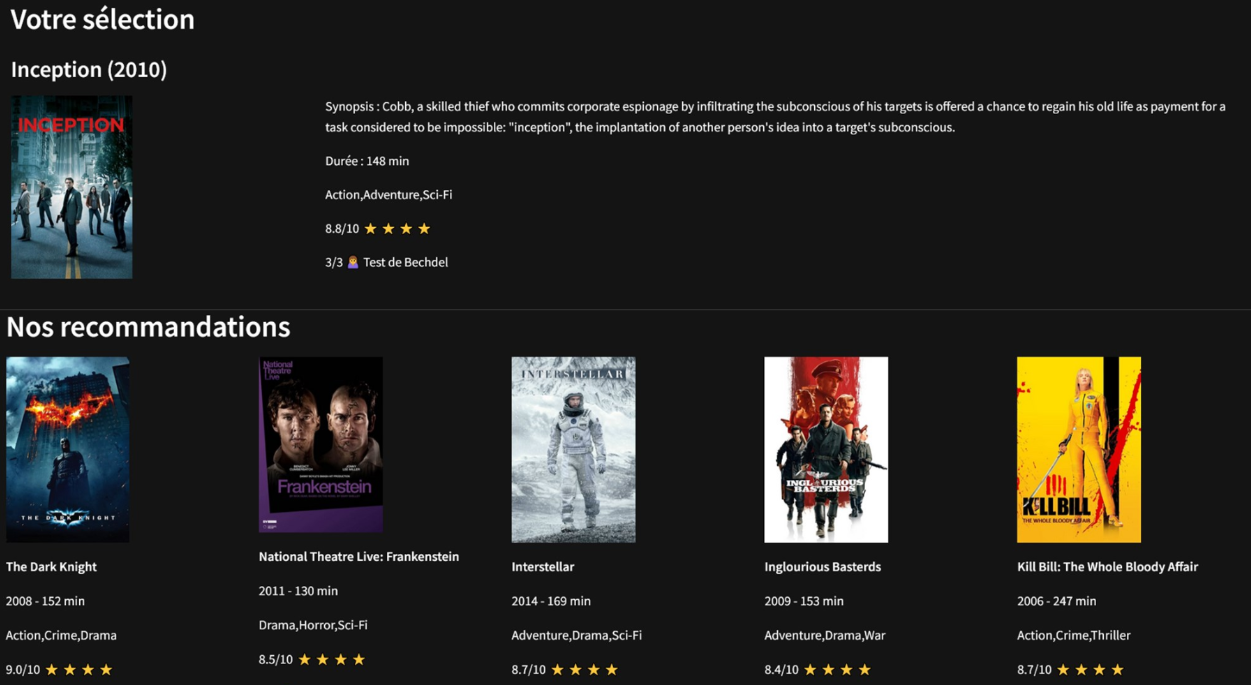 Votre sélection
Inception (2010)
INCEPTION
Synopsis : Cobb, a skilled thief who commits corporate espionage by infiltrating the subconscious of his targets is offered a chance to regain his old life as payment for a
task considered to be impossible: "inception", the implantation of another person's idea into a target's subconscious.
Durée : 148 min
Action,Adventure,Sci-Fi
8.8/10 ⭐ ⭐ ⭐ ⭐
3/3 🙎‍♀️ Test de Bechdel
Nos recommandations
THE DARK KNIGHT
The Dark Knight
2008 - 152 min
Action,Crime,Drama
9.0/10 ⭐ ⭐ ⭐ ⭐
National
Theatre
Live
Frankenstein
National Theatre Live: Frankenstein
2011 - 130 min
Drama,Horror,Sci-Fi
8.5/10 ⭐ ⭐ ⭐ ⭐
INTERSTELLAR
Interstellar
2014 - 169 min
Adventure,Drama,Sci-Fi
8.7/10 ⭐ ⭐ ⭐ ⭐
INGLOURIOUS
BASTERDS
Inglourious Basterds
2009 - 153 min
Adventure,Drama,War
8.4/10 ⭐ ⭐ ⭐ ⭐
KILL BILL
THE WHOLE BLOODY AFFAIR
Kill Bill: The Whole Bloody Affair
2006 - 247 min
Action,Crime,Thriller
8.7/10 ⭐ ⭐ ⭐ ⭐